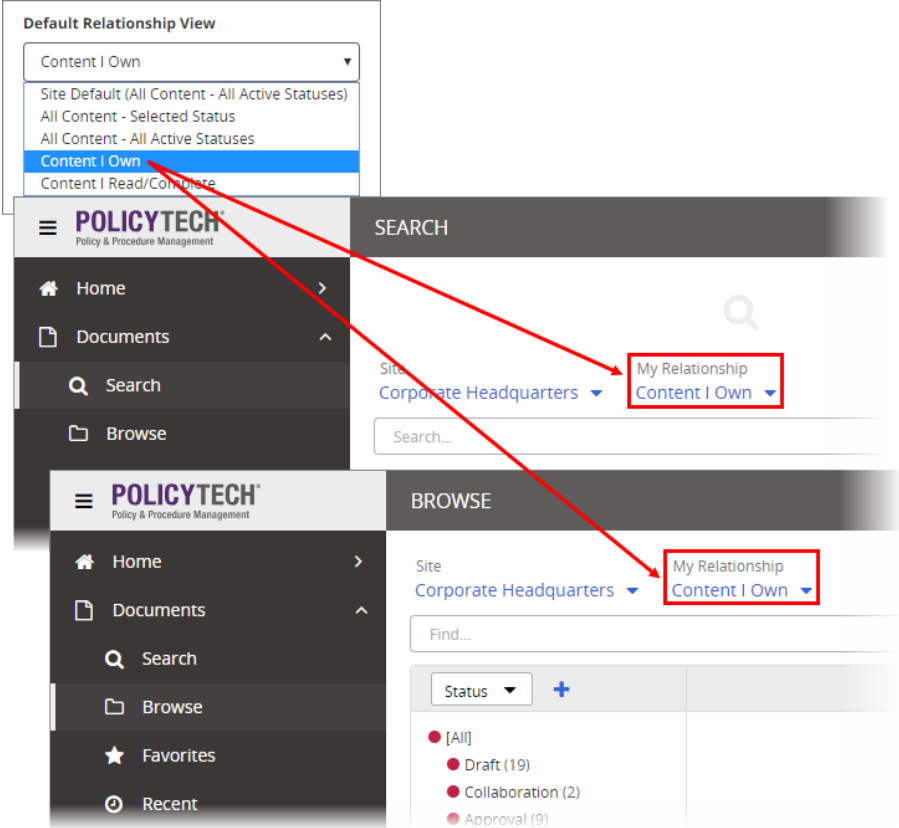 Default Relationship View
Content I Own
Site Default (All Content - All Active Statuses)
All Content - Selected Status
All Content - All Active Statuses
Content I Own
Content I Read/Complete
POLICYTECH®
Policy & Procedure Management
SEARCH
Home
Documents
Search
Browse
Site
My Relationship
Corporate Headquarters
Content I Own
Search...
POLICYTECH®
Policy & Procedure Management
BROWSE
Home
Documents
Search
Browse
Favorites
Recent
Site
My Relationship
Corporate Headquarters
Content I Own
Find...
Status
[All]
Draft (19)
Collaboration (2)
Approval (9)